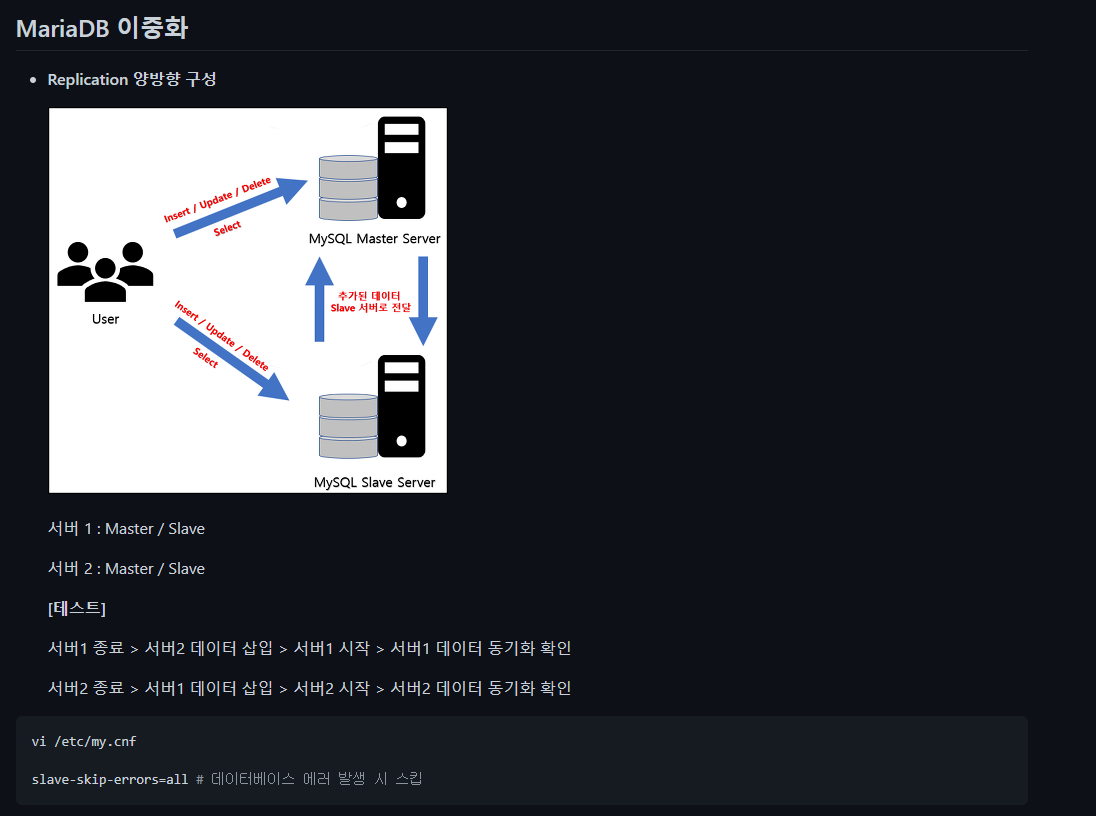 MariaDB 이중화
Replication 양방향 구성
Insert / Update / Delete
Select
MySQL Master Server
User
추가된 데이터
Slave 서버로 전달
Insert / Update / Delete
Select
MySQL Slave Server
서버 1 : Master / Slave
서버 2 : Master / Slave
[테스트]
서버1 종료 > 서버2 데이터 삽입 > 서버1 시작 > 서버1 데이터 동기화 확인
서버2 종료 > 서버1 데이터 삽입 > 서버2 시작 > 서버2 데이터 동기화 확인
vi /etc/my.cnf
slave-skip-errors=all # 데이터베이스 에러 발생 시 스킵